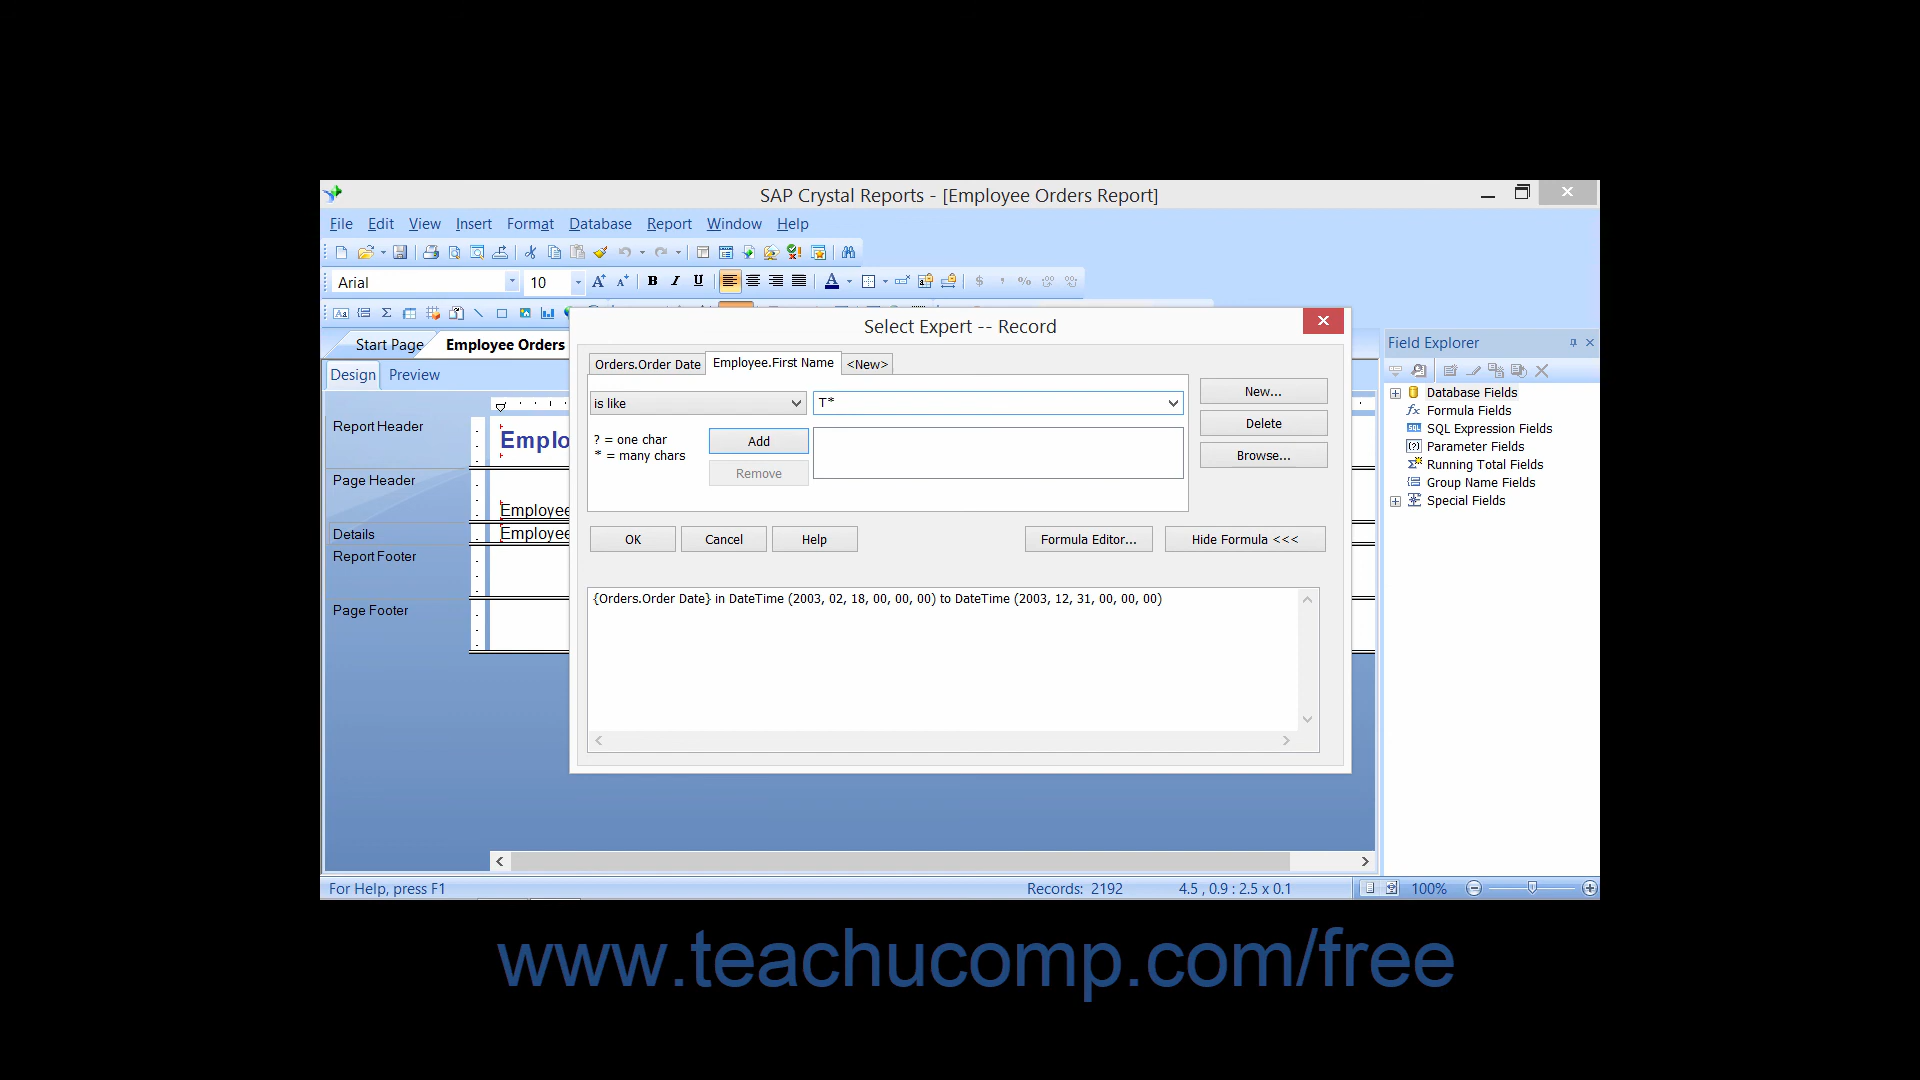 SAP Crystal Reports - [Employee Orders Report]
File Edit View Insert Format Database Report Window Help
Arial 10 B I U
Start Page Employee Orders
Design Preview
Select Expert -- Record
Orders.Order Date Employee.First Name <New>
is like T*
? = one char
* = many chars
Add
Remove
New...
Delete
Browse...
OK Cancel Help Formula Editor... Hide Formula <<<
{Orders.Order Date} in DateTime (2003, 02, 18, 00, 00, 00) to DateTime (2003, 12, 31, 00, 00, 00)
Report Header
Emplo
Page Header
Employee
Details
Employee
Report Footer
Page Footer
Field Explorer
Database Fields
Formula Fields
SQL Expression Fields
Parameter Fields
Running Total Fields
Group Name Fields
Special Fields
For Help, press F1 Records: 2192 4.5 , 0.9 : 2.5 x 0.1 100%
www.teachucomp.com/free